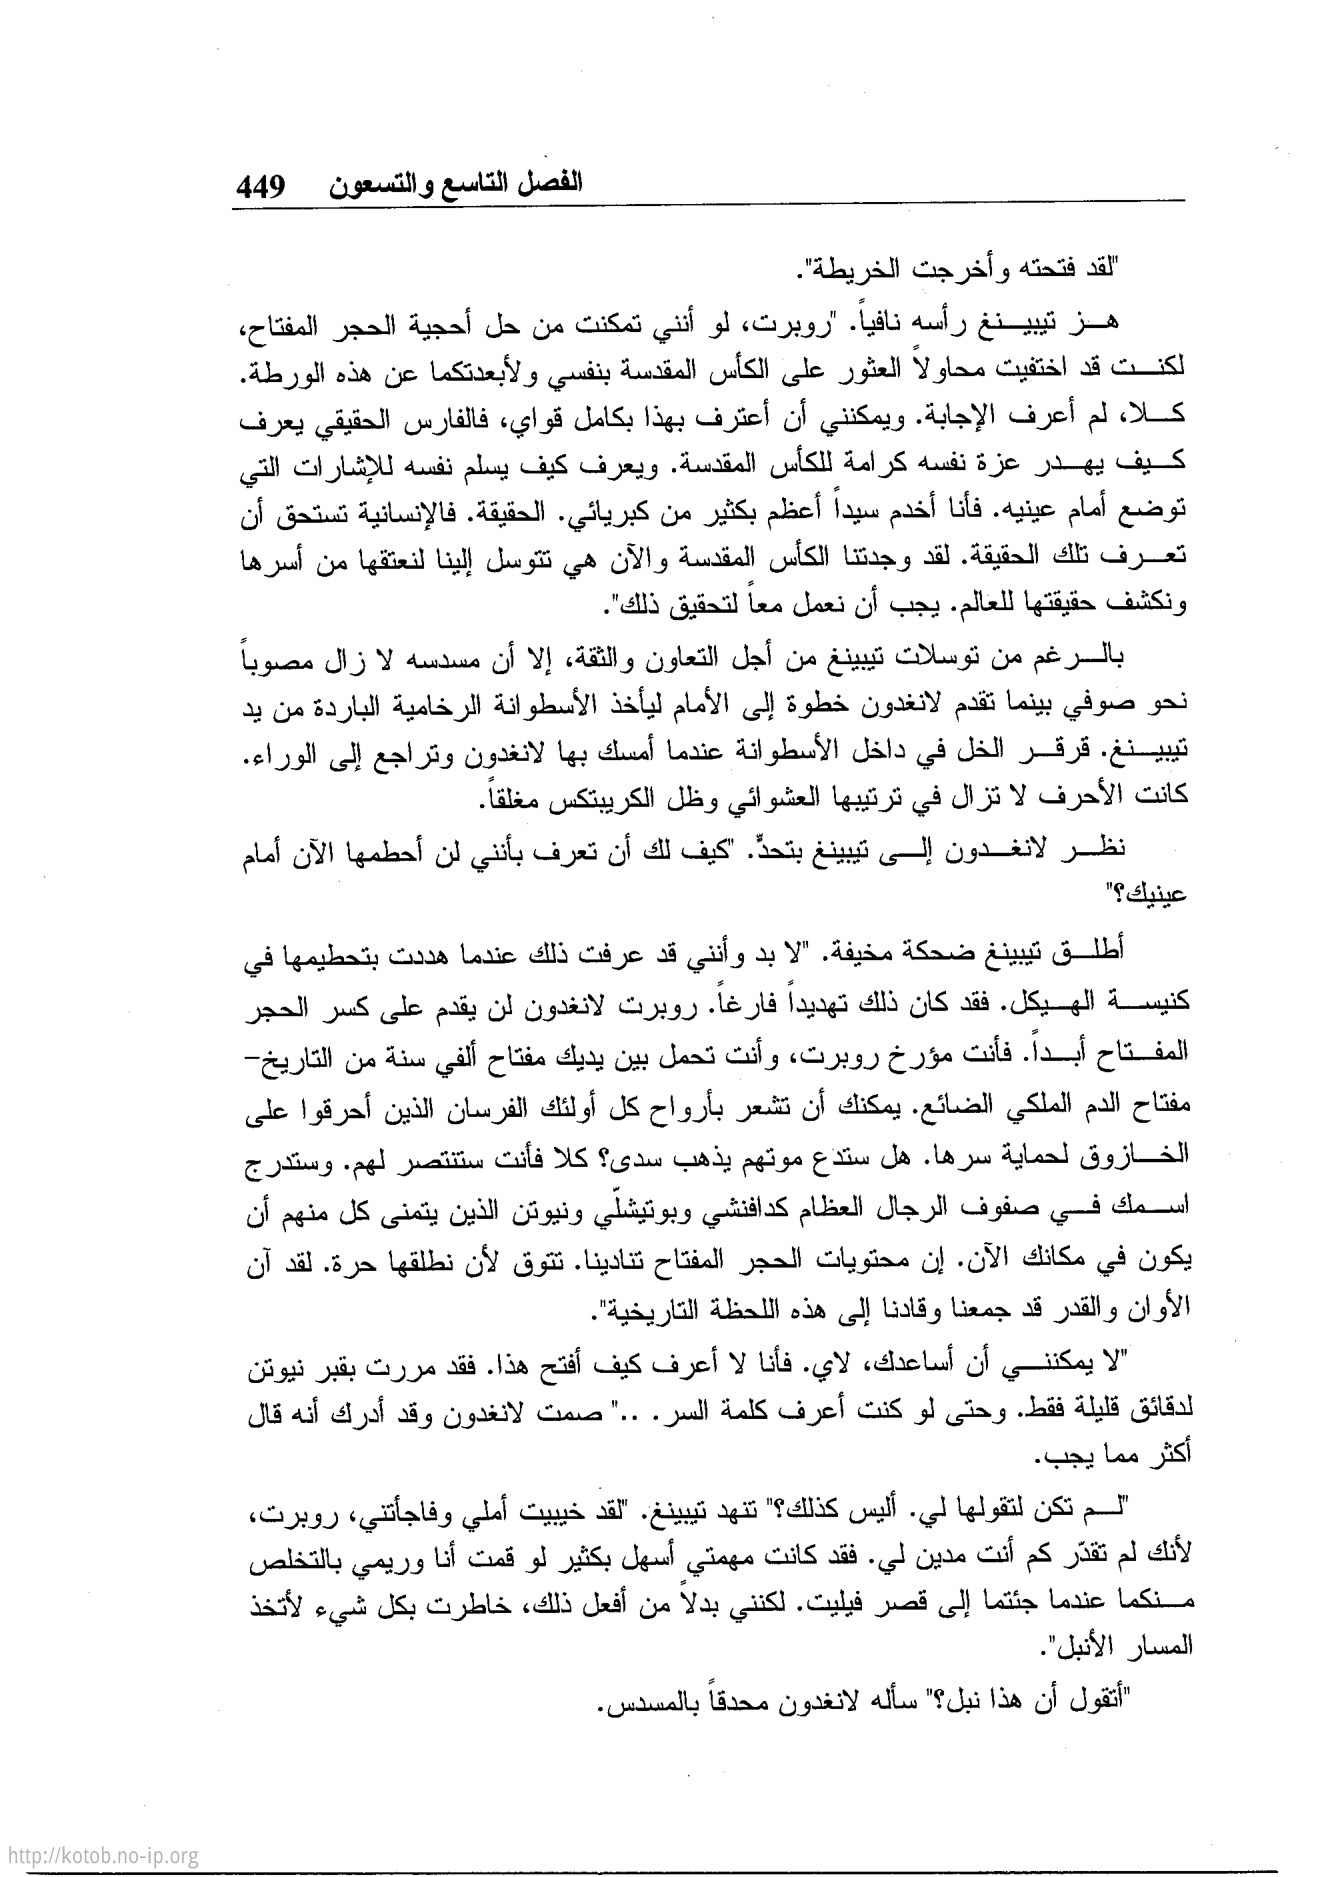 الفصل التاسع والتسعون 449
"لقد فتحته وأخرجت الخريطة".
هـز تيبينغ رأسه نافياً. "روبرت، لو أنني تمكنت من حل أحجية الحجر المفتاح،
لكنت قد اختفيت محاولاً العثور على الكأس المقدسة بنفسي ولأبعدتكما عن هذه الورطة.
كلا، لم أعرف الإجابة. ويمكنني أن أعترف بهذا بكامل قواي، فالفارس الحقيقي يعرف
كيف يهدر عزة نفسه كرامة للكأس المقدسة. ويعرف كيف يسلم نفسه للإشارات التي
توضع أمام عينيه. فأنا أخدم سيداً أعظم بكثير من كبريائي. الحقيقة. فالإنسانية تستحق أن
تعرف تلك الحقيقة. لقد وجدتنا الكأس المقدسة والآن هي تتوسل إلينا لنعتقها من أسرها
ونكشف حقيقتها للعالم. يجب أن نعمل معاً لتحقيق ذلك".
بالرغم من توسلات تيبينغ من أجل التعاون والثقة، إلا أن مسدسه لا زال مصوباً
نحو صوفي بينما تقدم لانغدون خطوة إلى الأمام ليأخذ الأسطوانة الرخامية الباردة من يد
تيبينغ. قرقر الخل في داخل الأسطوانة عندما أمسك بها لانغدون وتراجع إلى الوراء.
كانت الأحرف لا تزال في ترتيبها العشوائي وظل الكريبتكس مغلقاً.
نظر لانغدون إلى تيبينغ بتحدٍّ. "كيف لك أن تعرف بأنني لن أحطمها الآن أمام
عينيك؟"
أطلق تيبينغ ضحكة مخيفة. "لا بد وأنني قد عرفت ذلك عندما هددت بتحطيمها في
كنيسة الهيكل. فقد كان ذلك تهديداً فارغاً. روبرت لانغدون لن يقدم على كسر الحجر
المفتاح أبداً. فأنت مؤرخ روبرت، وأنت تحمل بين يديك مفتاح ألفي سنة من التاريخ-
مفتاح الدم الملكي الضائع. يمكنك أن تشعر بأرواح كل أولئك الفرسان الذين أحرقوا على
الخازوق لحماية سرها. هل ستدع موتهم يذهب سدى؟ كلا فأنت ستنتصر لهم. وستدرج
اسمك في صفوف الرجال العظام كدافنشي وبوتيشلّي ونيوتن الذين يتمنى كل منهم أن
يكون في مكانك الآن. إن محتويات الحجر المفتاح تنادينا. تتوق لأن نطلقها حرة. لقد آن
الأوان والقدر قد جمعنا وقادنا إلى هذه اللحظة التاريخية".
"لا يمكنني أن أساعدك، لاي. فأنا لا أعرف كيف أفتح هذا. فقد مررت بقبر نيوتن
لدقائق قليلة فقط. وحتى لو كنت أعرف كلمة السر. .." صمت لانغدون وقد أدرك أنه قال
أكثر مما يجب.
"لم تكن لتقولها لي. أليس كذلك؟" تنهد تيبينغ. "لقد خيبيت أملي وفاجأتني، روبرت،
لأنك لم تقدّر كم أنت مدين لي. فقد كانت مهمتي أسهل بكثير لو قمت أنا وريمي بالتخلص
منكما عندما جئتما إلى قصر فيليت. لكنني بدلاً من أفعل ذلك، خاطرت بكل شيء لأتخذ
المسار الأنبل".
"أتقول أن هذا نبل؟" سأله لانغدون محدقاً بالمسدس.
http://kotob.no-ip.org